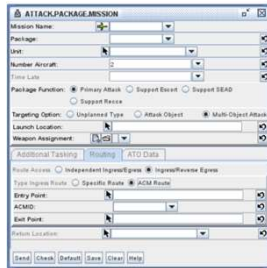 ATTACK.PACKAGE.MISSION
Mission Name:
Package:
Unit:
Number Aircraft: 2
Time Late
Package Function: Primary Attack Support Escort Support SEAD
Support Recce
Targeting Option: Unplanned Type Attack Object Multi-Object Attack
Launch Location:
Weapon Assignment:
Additional Tasking Routing ATO Data
Route Access Independent Ingress/Egress Ingress/Reverse Egress
Type Ingress Route Specific Route ACM Route
Entry Point:
ACMID:
Exit Point:
Return Location:
Send Check Default Save Clear Help